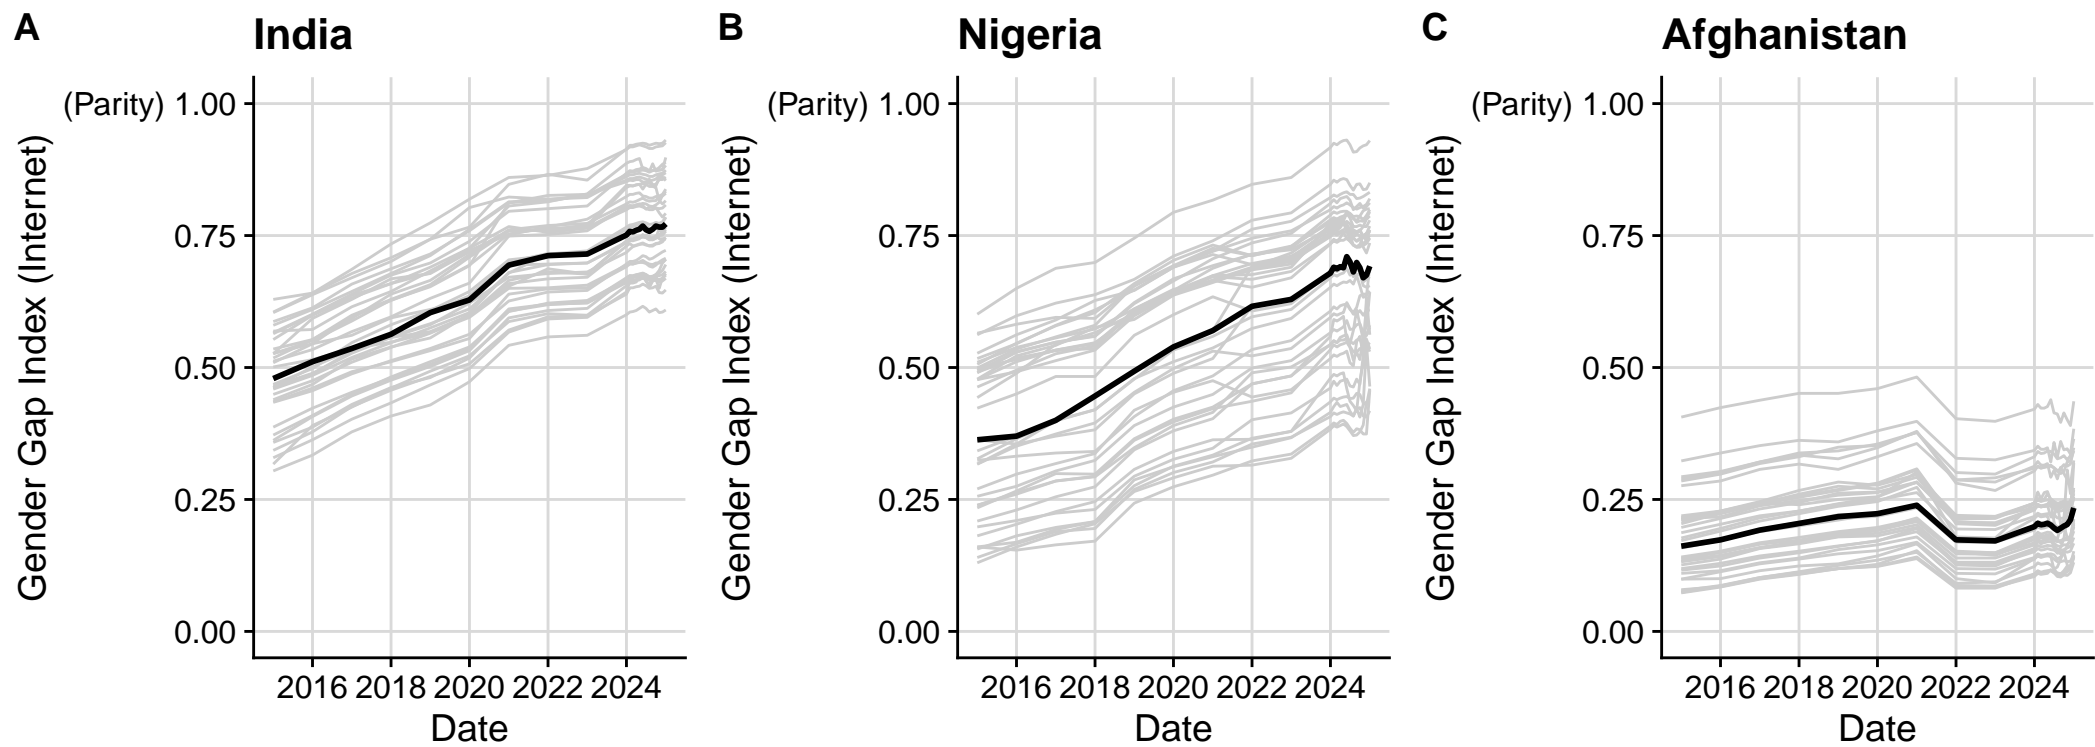 A
India
(Parity) 1.00
0.75
0.50
0.25
0.00
Gender Gap Index (Internet)
2016 2018 2020 2022 2024
Date
B
Nigeria
(Parity) 1.00
0.75
0.50
0.25
0.00
Gender Gap Index (Internet)
2016 2018 2020 2022 2024
Date
C
Afghanistan
(Parity) 1.00
0.75
0.50
0.25
0.00
Gender Gap Index (Internet)
2016 2018 2020 2022 2024
Date